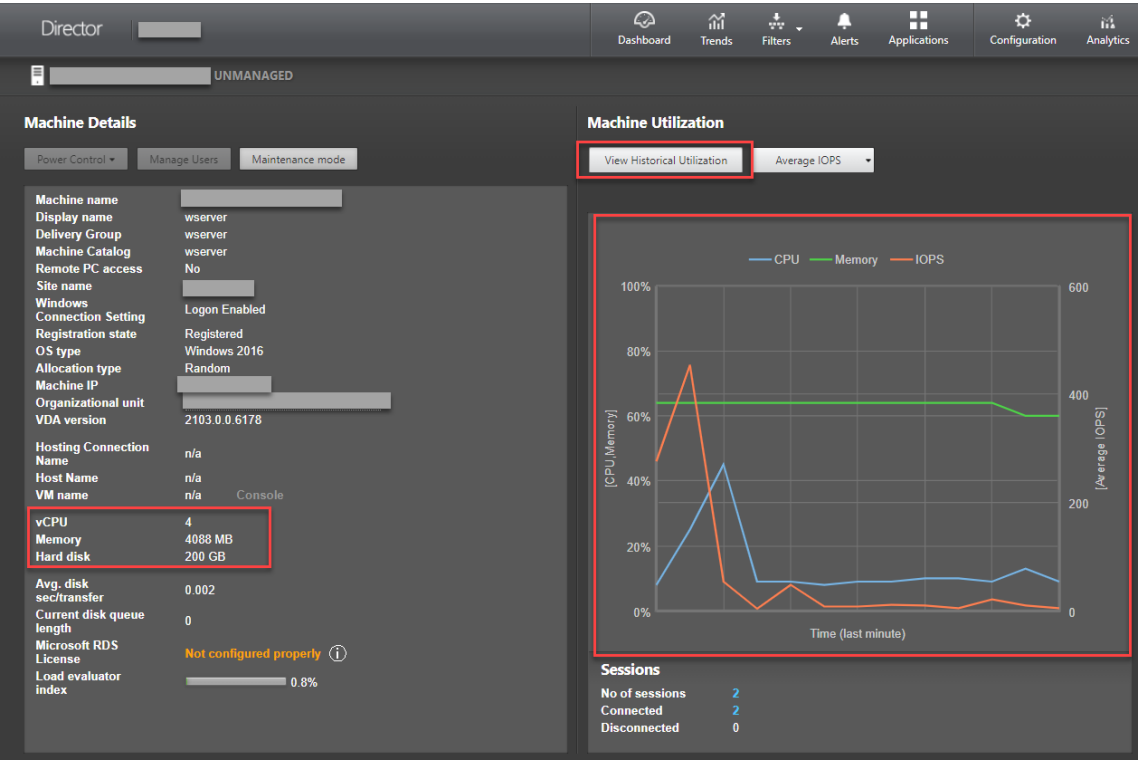 Director
Dashboard Trends Filters Alerts Applications Configuration Analytics
UNMANAGED
Machine Details
Power Control Manage Users Maintenance mode
Machine name
Display name wserver
Delivery Group wserver
Machine Catalog wserver
Remote PC access No
Site name
Windows
Connection Setting Logon Enabled
Registration state Registered
OS type Windows 2016
Allocation type Random
Machine IP
Organizational unit
VDA version 2103.0.0.6178
Hosting Connection
Name n/a
Host Name n/a
VM name n/a Console
vCPU 4
Memory 4088 MB
Hard disk 200 GB
Avg. disk
sec/transfer 0.002
Current disk queue
length 0
Microsoft RDS
License Not configured properly
Load evaluator
index 0.8%
Machine Utilization
View Historical Utilization Average IOPS
CPU Memory IOPS
100% 600
80%
400
60%
40%
200
20%
0% 0
[CPU,Memory]
[Average IOPS]
Time (last minute)
Sessions
No of sessions 2
Connected 2
Disconnected 0